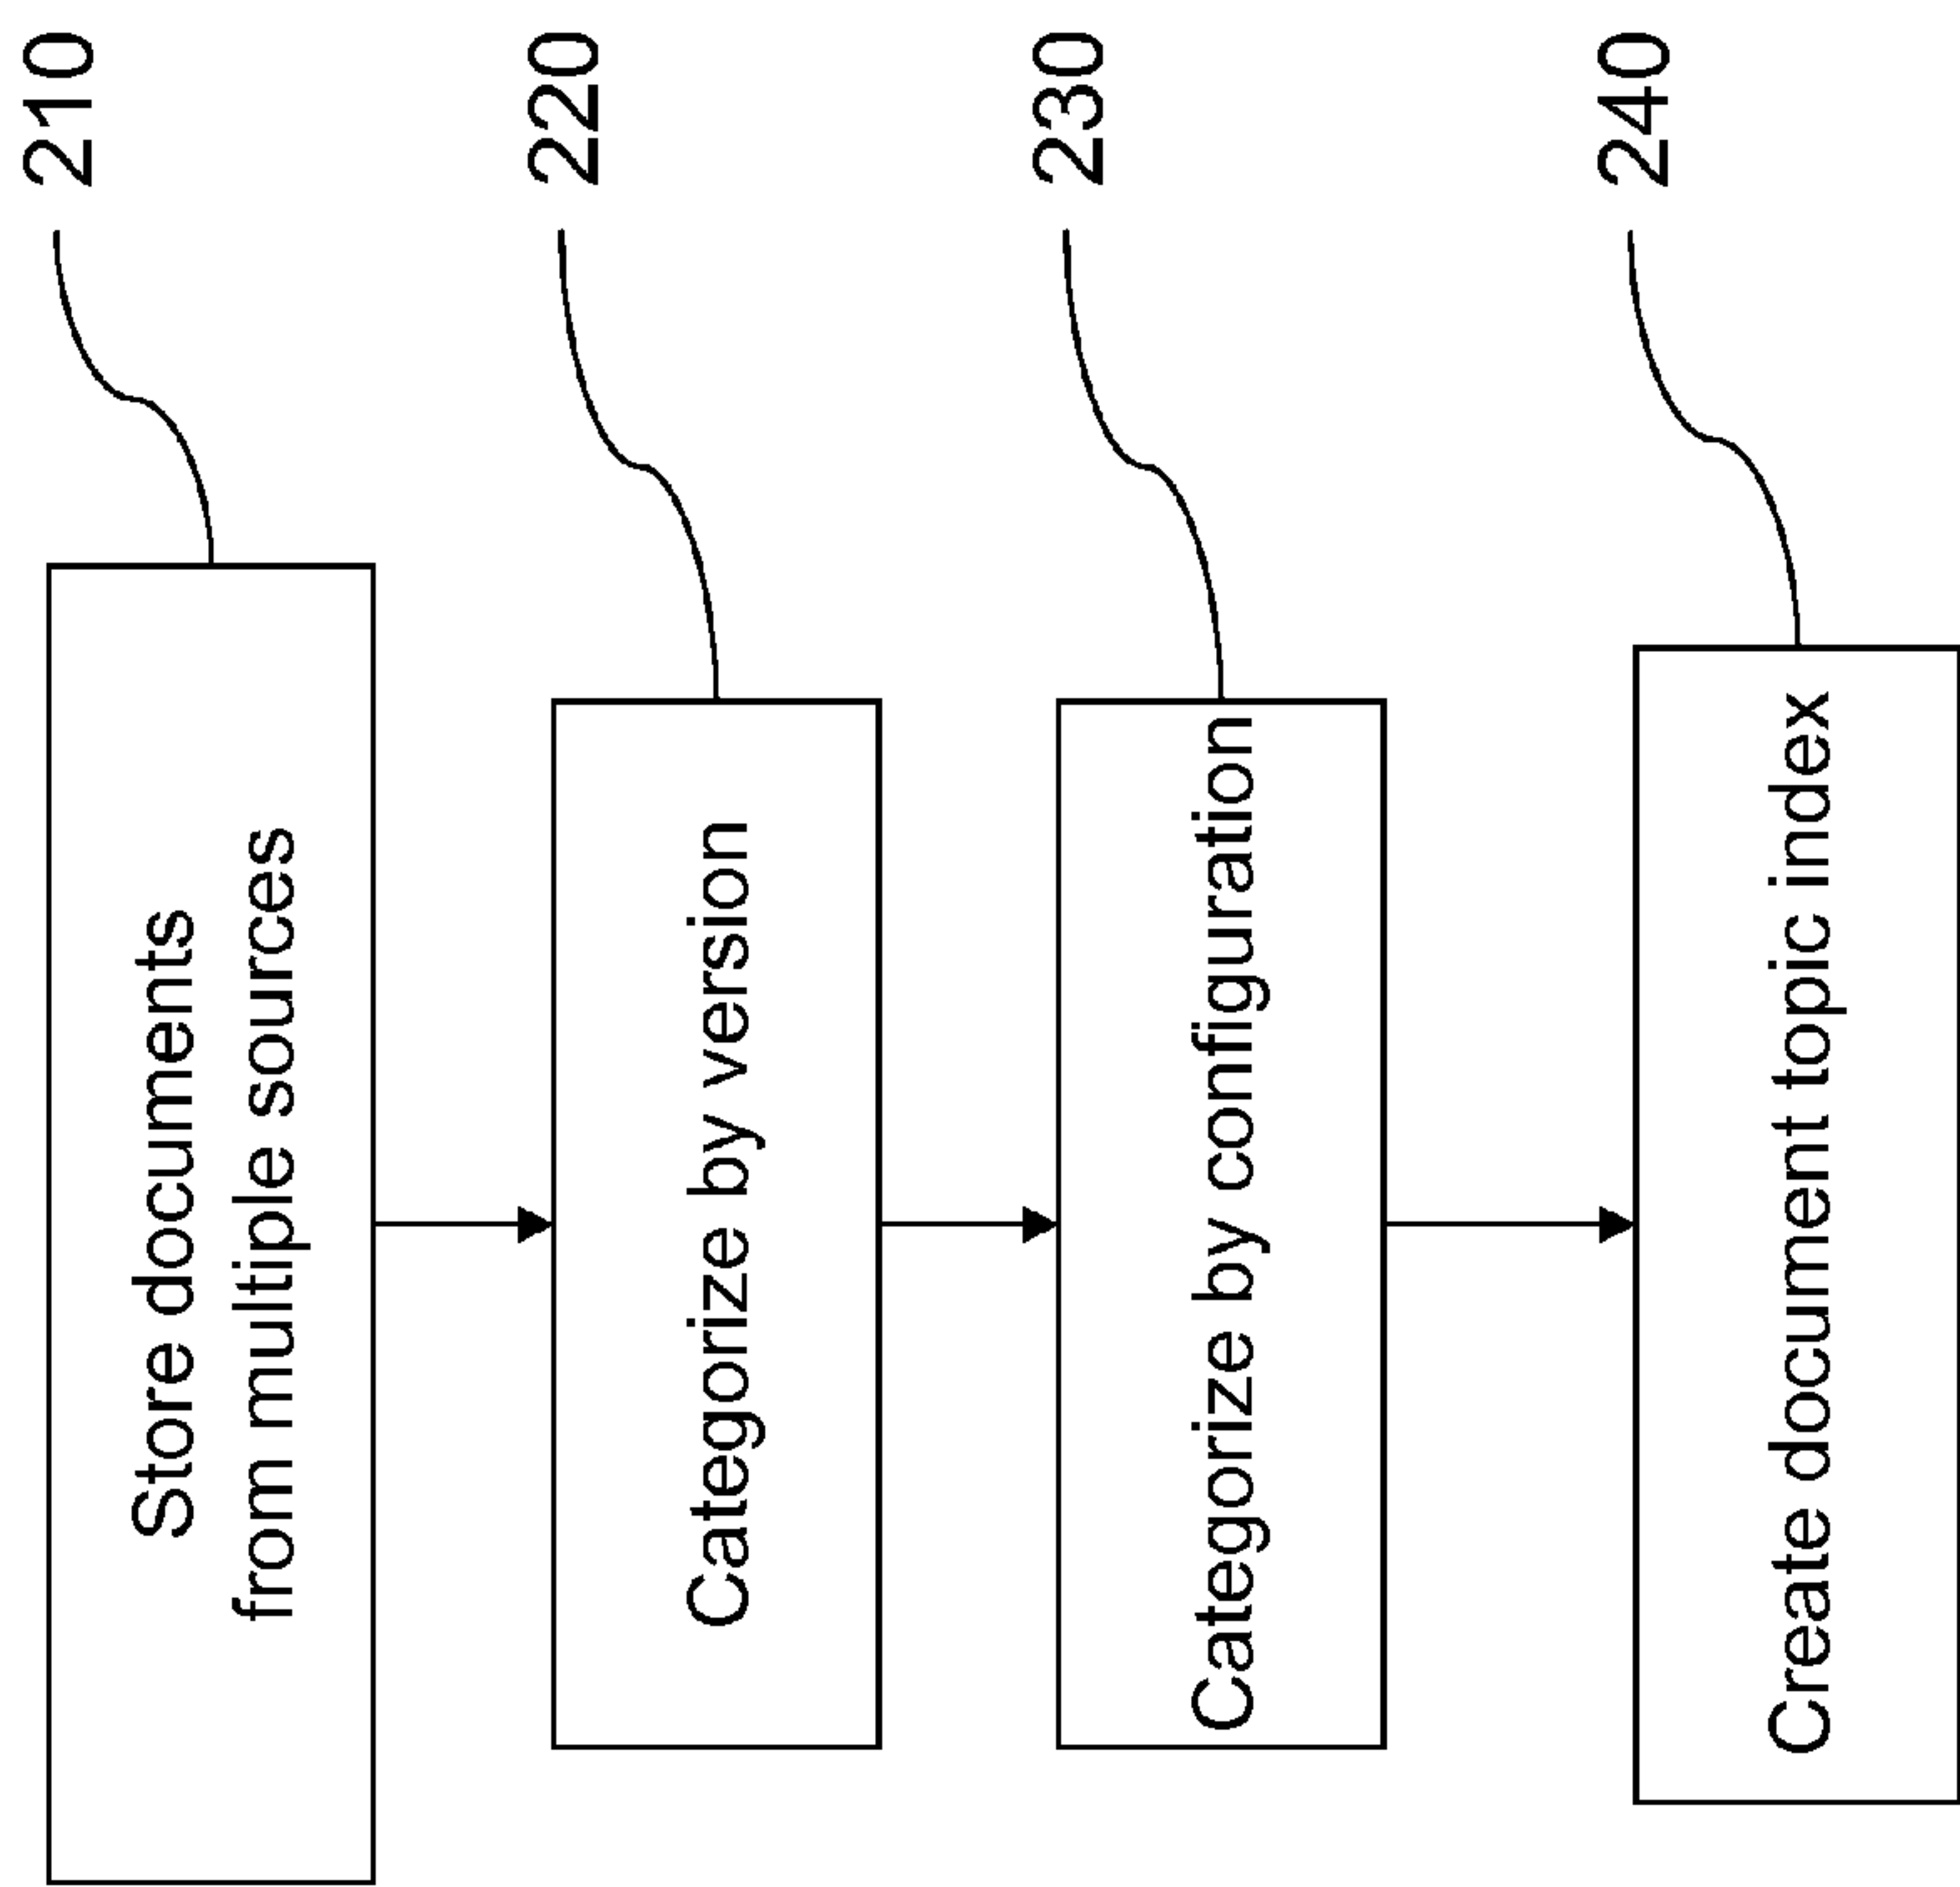 Store documents
from multiple sources
210
Categorize by version
220
Categorize by configuration
230
Create document topic index
240